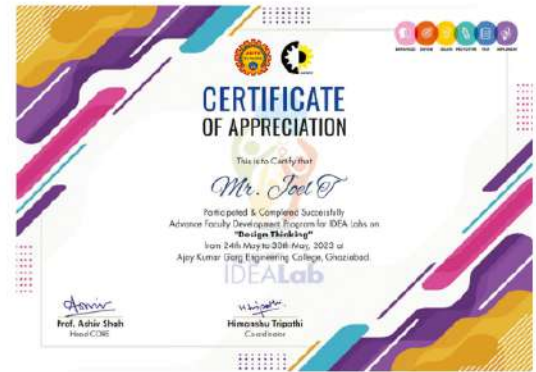 CERTIFICATE
OF APPRECIATION
This is to Certify that
Mr. Joel T
Participated & Completed Successfully
Advance Faculty Development Program for IDEA Labs on
"Design Thinking"
from 24th May to 30th May, 2023 at
Ajay Kumar Garg Engineering College, Ghaziabad.
IDEALab
Prof. Ashir Shah
Head CORE
Himanshu Tripathi
Coordinator